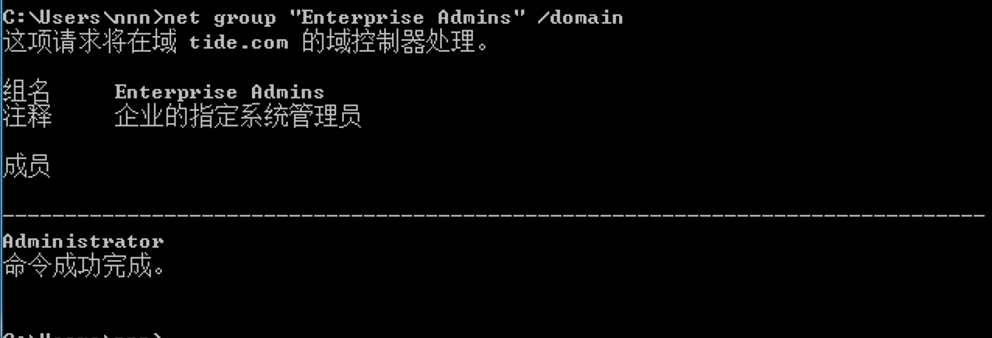 C:\Users\nnn>net group "Enterprise Admins" /domain
这项请求将在域 tide.com 的域控制器处理。
组名 Enterprise Admins
注释 企业的指定系统管理员
成员
-------------------------------------------------------------------------------
Administrator
命令成功完成。
C:\Users\nnn>